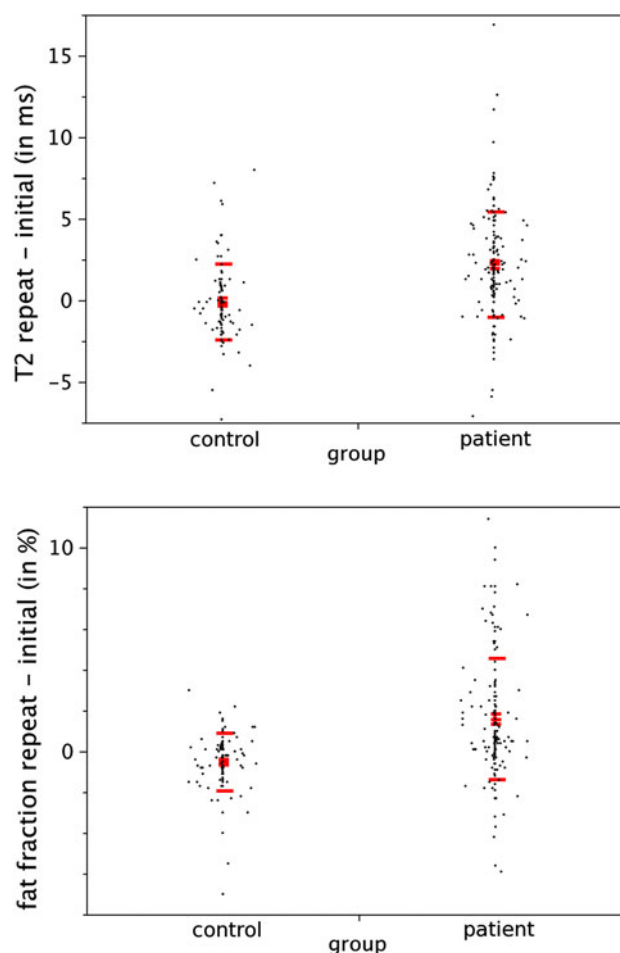 T2 repeat – initial (in ms)
15
10
5
0
−5
control
patient
group
fat fraction repeat – initial (in %)
10
0
control
patient
group